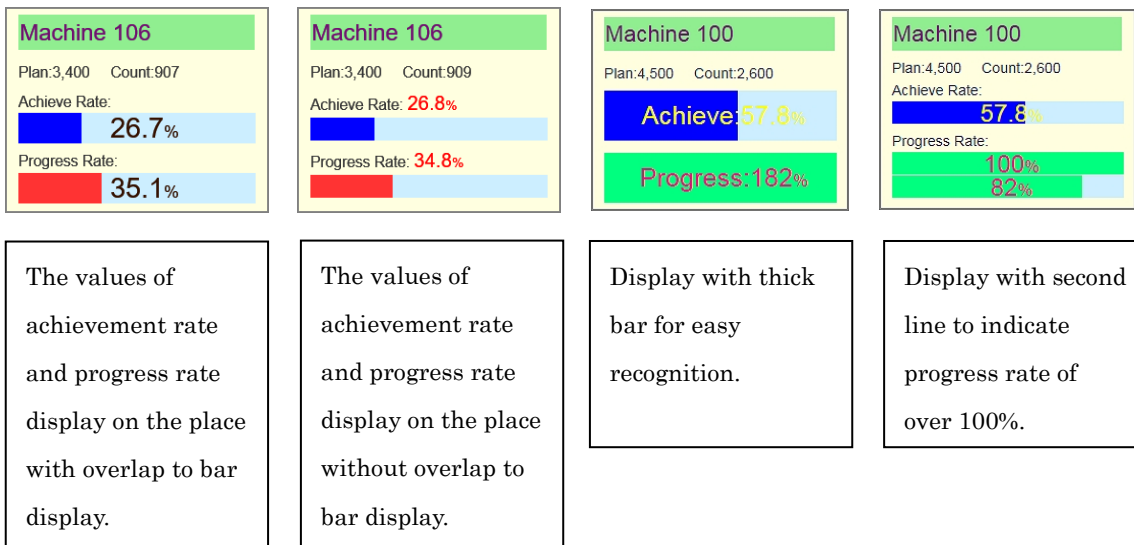 Machine 106
Plan:3,400 Count:907
Achieve Rate:
26.7%
Progress Rate:
35.1%
Machine 106
Plan:3,400 Count:909
Achieve Rate: 26.8%
Progress Rate: 34.8%
Machine 100
Plan:4,500 Count:2,600
Achieve:57.8%
Progress:182%
Machine 100
Plan:4,500 Count:2,600
Achieve Rate:
57.8%
Progress Rate:
100%
82%
The values of
achievement rate
and progress rate
display on the place
with overlap to bar
display.
The values of
achievement rate
and progress rate
display on the place
without overlap to
bar display.
Display with thick
bar for easy
recognition.
Display with second
line to indicate
progress rate of
over 100%.